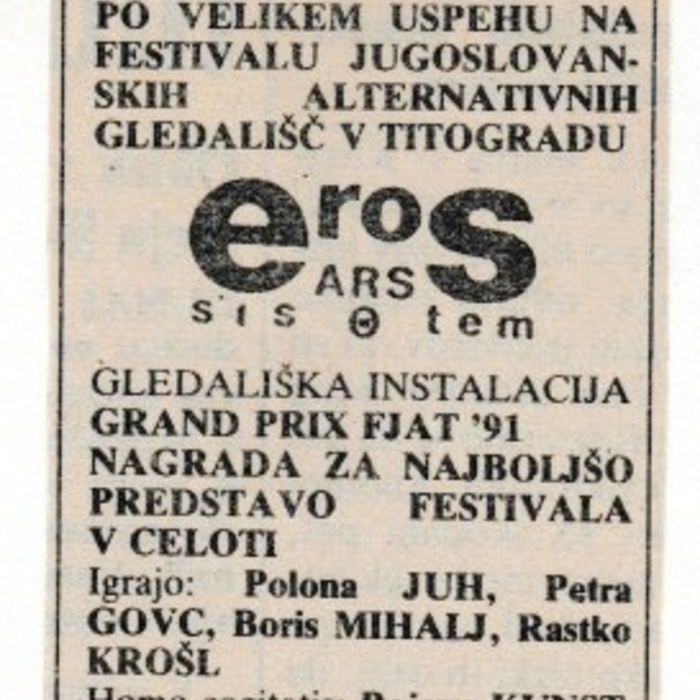 PO VELIKEM USPEHU NA
FESTIVALU JUGOSLOVAN-
SKIH ALTERNATIVNIH
GLEDALIŠČ V TITOGRADU
eros
ARS
sis Θ tem
GLEDALIŠKA INSTALACIJA
GRAND PRIX FJAT '91
NAGRADA ZA NAJBOLJŠO
PREDSTAVO FESTIVALA
V CELOTI
Igrajo: Polona JUH, Petra
GOVC, Boris MIHALJ, Rastko
KROŠL